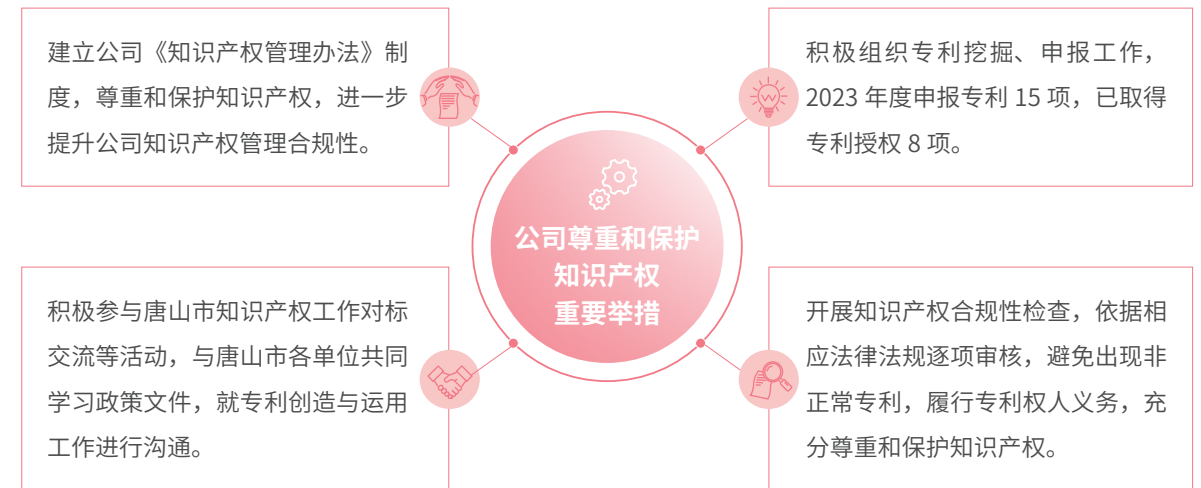 建立公司《知识产权管理办法》制
度，尊重和保护知识产权，进一步
提升公司知识产权管理合规性。
积极组织专利挖掘、申报工作，
2023 年度申报专利 15 项，已取得
专利授权 8 项。
公司尊重和保护
知识产权
重要举措
积极参与唐山市知识产权工作对标
交流等活动，与唐山市各单位共同
学习政策文件，就专利创造与运用
工作进行沟通。
开展知识产权合规性检查，依据相
应法律法规逐项审核，避免出现非
正常专利，履行专利权人义务，充
分尊重和保护知识产权。